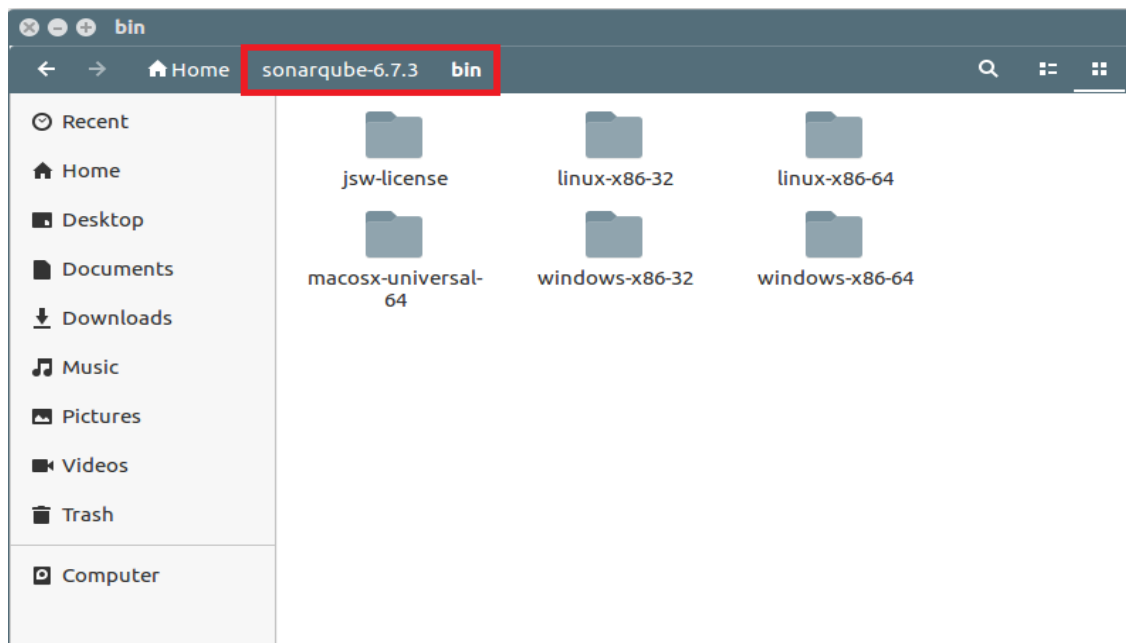 bin
Home sonarqube-6.7.3 bin
Recent
Home
Desktop
Documents
Downloads
Music
Pictures
Videos
Trash
Computer
jsw-license linux-x86-32 linux-x86-64
macosx-universal-
64
windows-x86-32 windows-x86-64